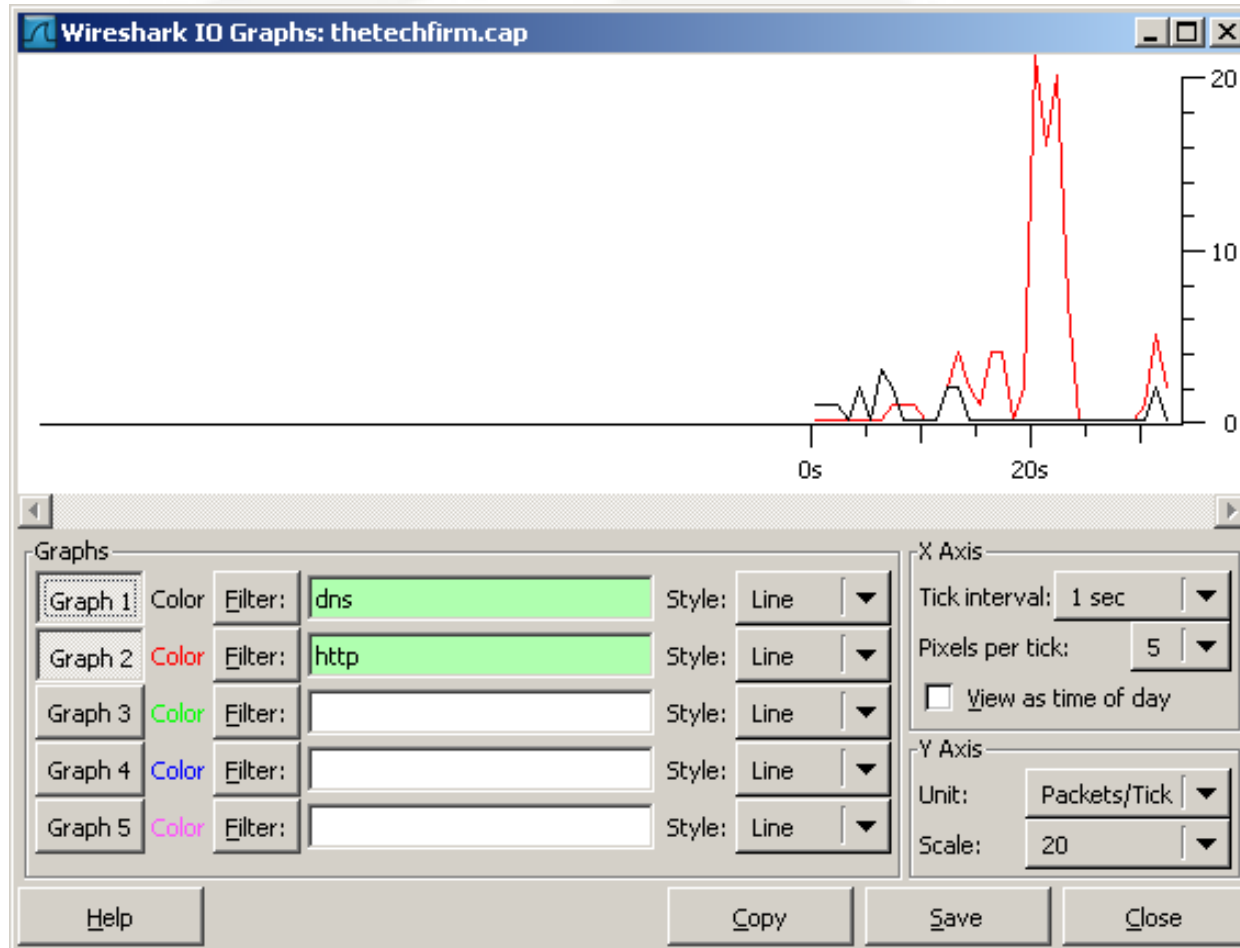 Wireshark IO Graphs: thetechfirm.cap
20
10
0
0s 20s
Graphs
Graph 1 Color Filter: dns Style: Line
Graph 2 Color Filter: http Style: Line
Graph 3 Color Filter: Style: Line
Graph 4 Color Filter: Style: Line
Graph 5 Color Filter: Style: Line
X Axis
Tick interval: 1 sec
Pixels per tick: 5
View as time of day
Y Axis
Unit: Packets/Tick
Scale: 20
Help Copy Save Close